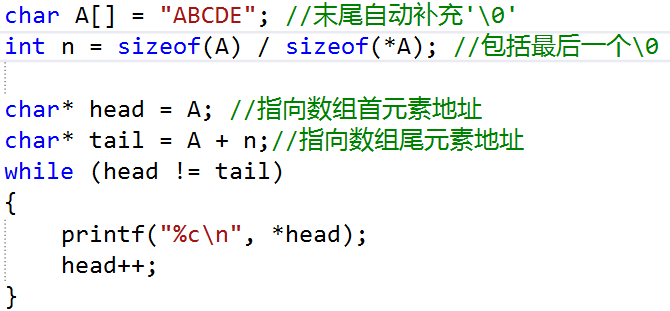 char A[] = "ABCDE"; //末尾自动补充'\0'
int n = sizeof(A) / sizeof(*A); //包括最后一个\0
char* head = A; //指向数组首元素地址
char* tail = A + n;//指向数组尾元素地址
while (head != tail)
{
    printf("%c\n", *head);
    head++;
}